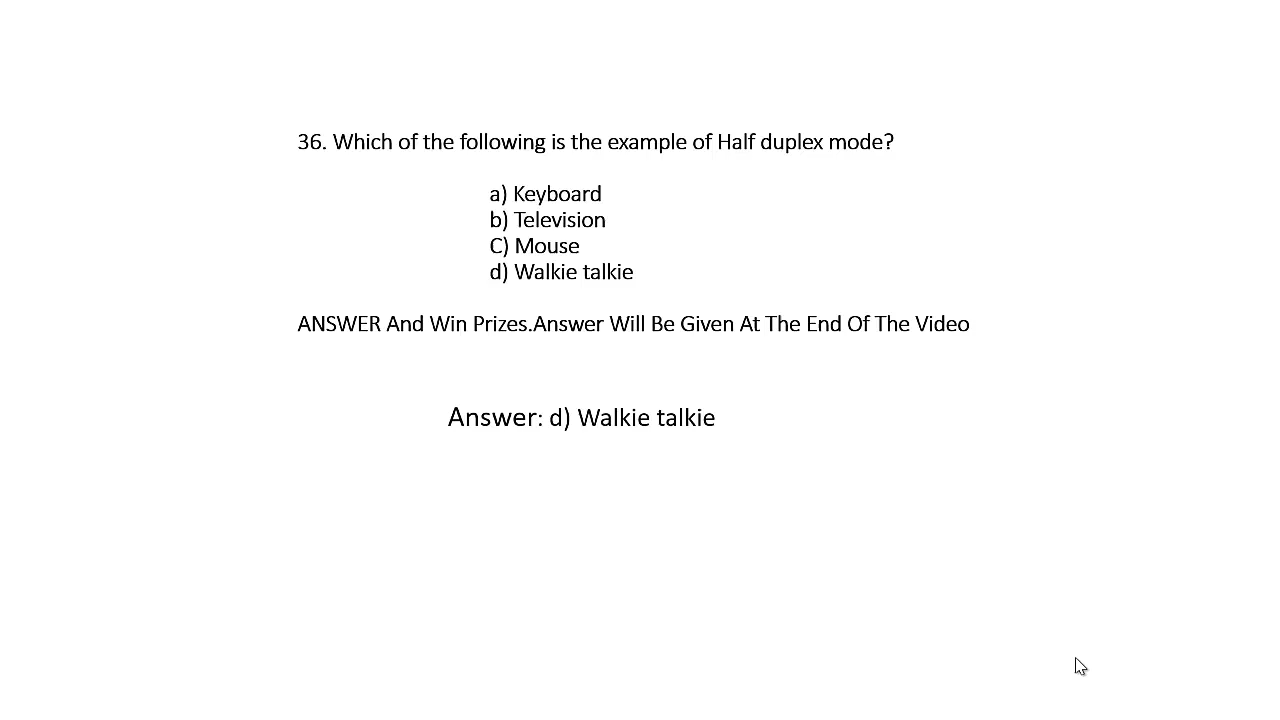 36. Which of the following is the example of Half duplex mode?
a) Keyboard
b) Television
C) Mouse
d) Walkie talkie
ANSWER And Win Prizes.Answer Will Be Given At The End Of The Video
Answer: d) Walkie talkie